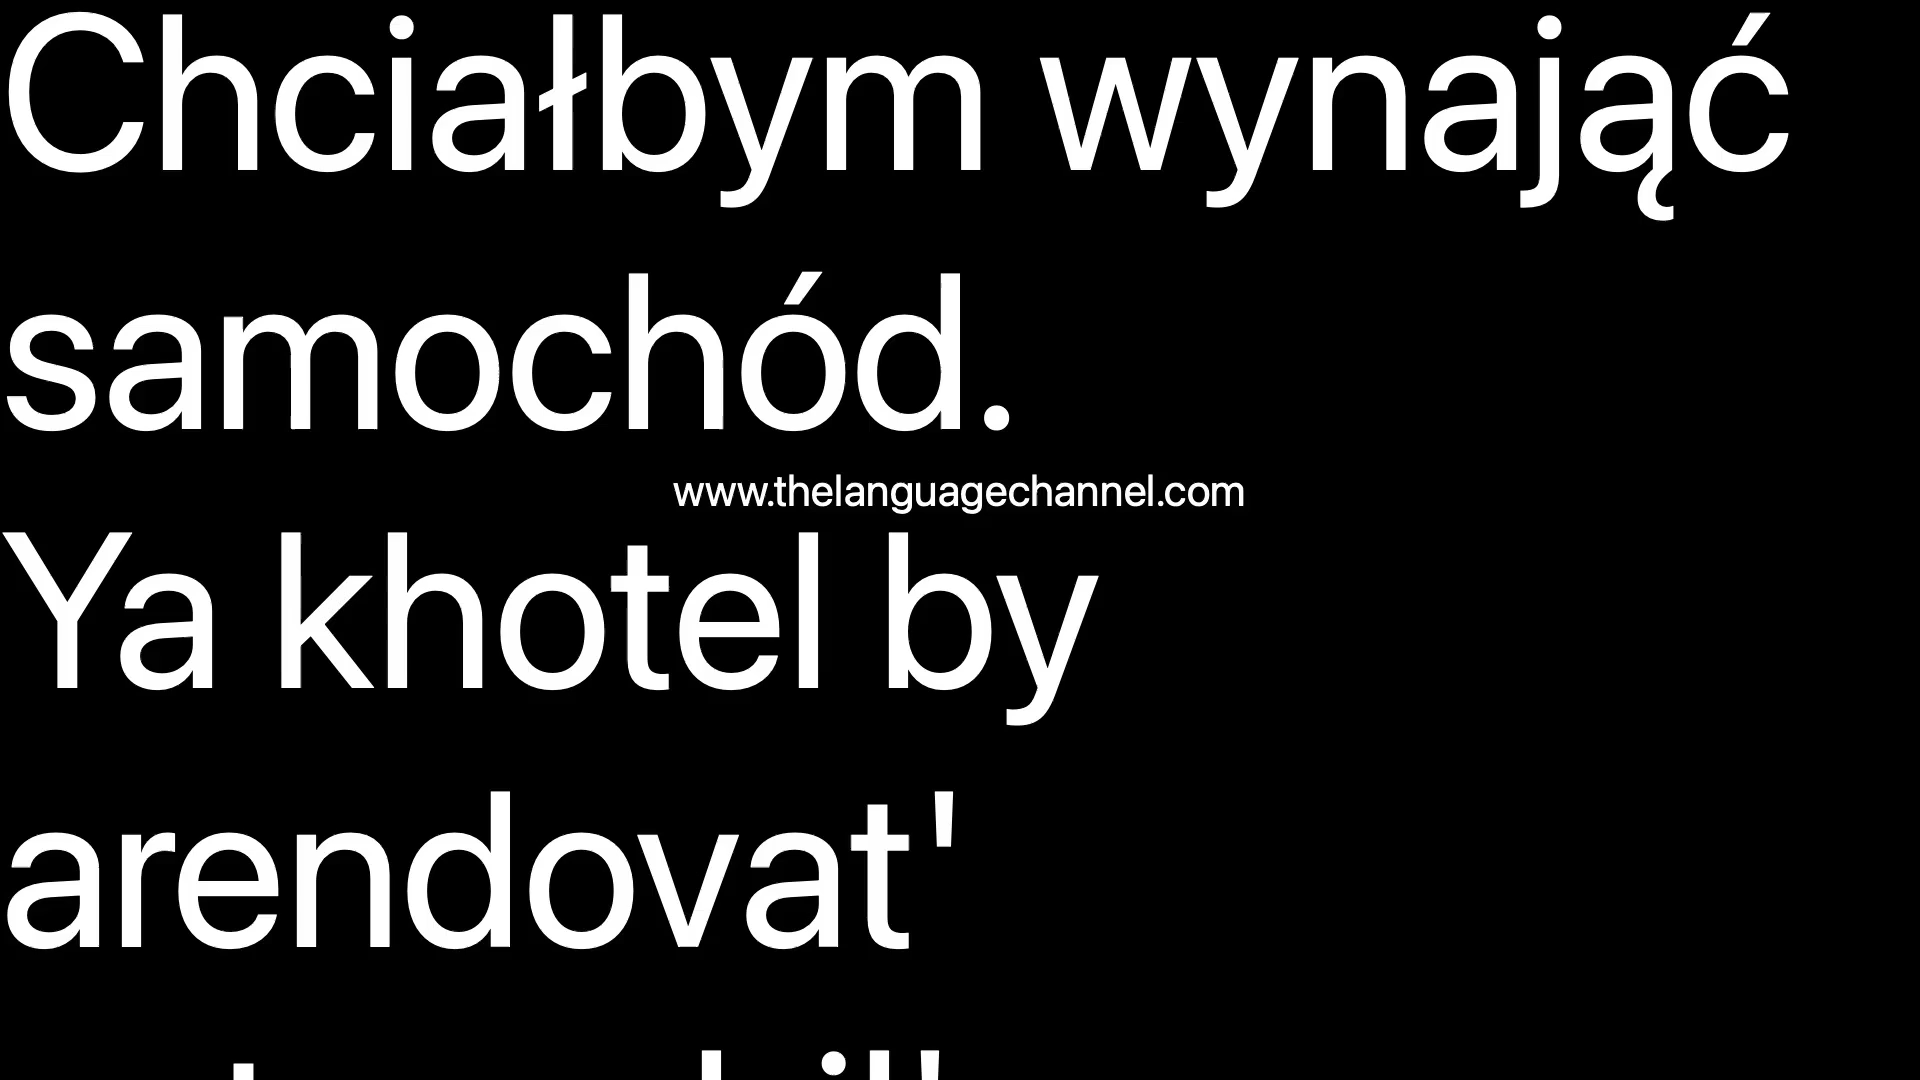 Chciałbym wynająć
samochód.
www.thelanguagechannel.com
Ya khotel by
arendovat'